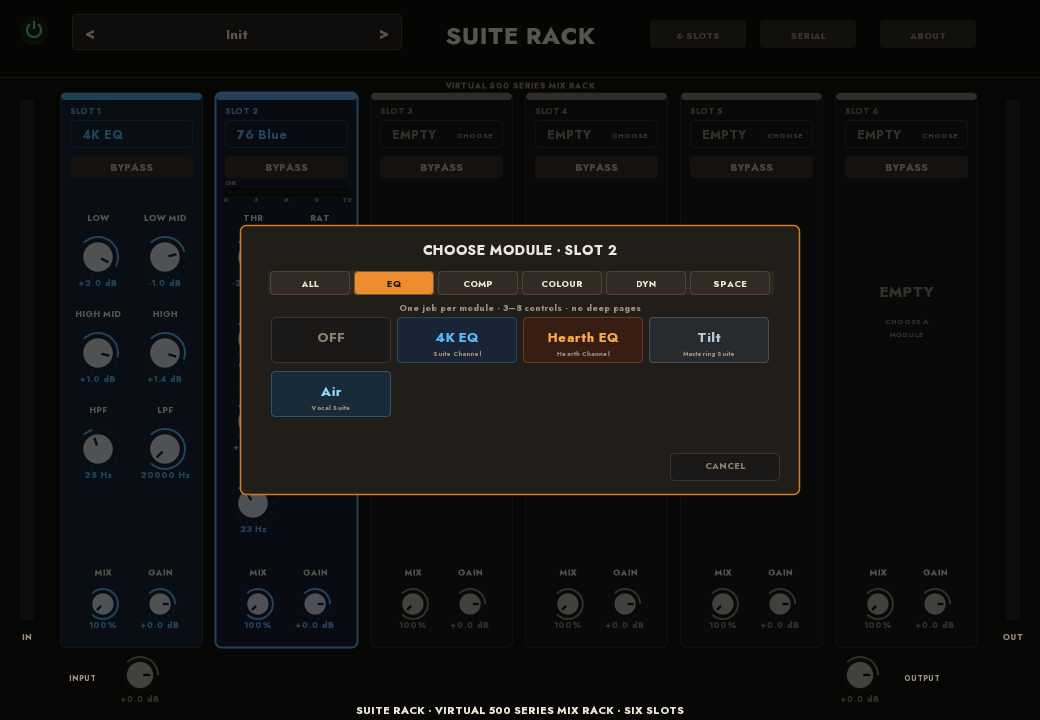 < Init >
SUITE RACK
6 SLOTS
SERIAL
ABOUT
VIRTUAL 500 SERIES MIX RACK
SLOT 1
4K EQ
BYPASS
LOW LOW MID
+2.0 dB -1.0 dB
HIGH MID HIGH
+1.0 dB +1.4 dB
HPF LPF
28 Hz 20000 Hz
MIX GAIN
100% +0.0 dB
SLOT 2
76 Blue
BYPASS
GR
0 3 6 9 12
THR RAT
23 Hz
MIX GAIN
100% +0.0 dB
SLOT 3
EMPTY CHOOSE
BYPASS
MIX GAIN
100% +0.0 dB
SLOT 4
EMPTY CHOOSE
BYPASS
MIX GAIN
100% +0.0 dB
SLOT 5
EMPTY CHOOSE
BYPASS
MIX GAIN
100% +0.0 dB
SLOT 6
EMPTY CHOOSE
BYPASS
EMPTY
CHOOSE A
MODULE
MIX GAIN
100% +0.0 dB
CHOOSE MODULE · SLOT 2
ALL EQ COMP COLOUR DYN SPACE
One job per module · 3–8 controls · no deep pages
OFF
4K EQ
Suite Channel
Hearth EQ
Hearth Channel
Tilt
Mastering Suite
Air
Vocal Suite
CANCEL
IN
OUT
INPUT
+0.0 dB
OUTPUT
+0.0 dB
SUITE RACK · VIRTUAL 500 SERIES MIX RACK · SIX SLOTS